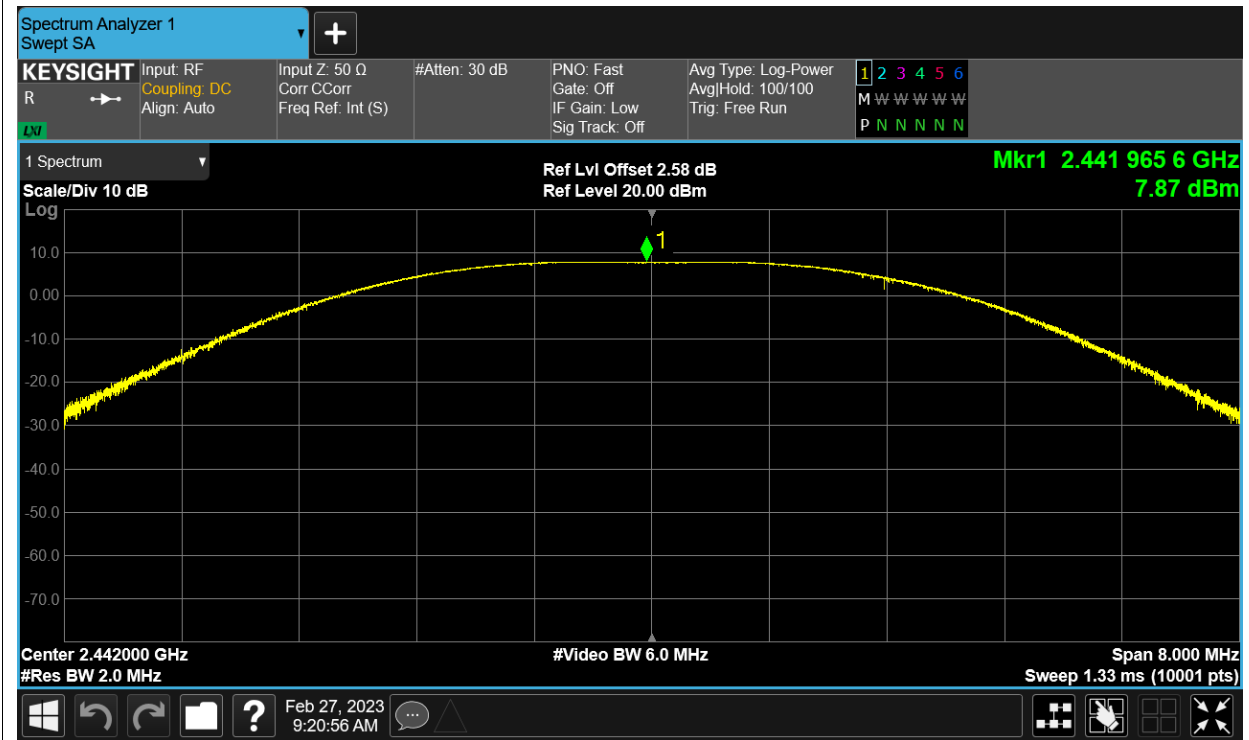 Spectrum Analyzer 1
Swept SA
+
KEYSIGHT
R
LXI
Input: RF
Coupling: DC
Align: Auto
Input Z: 50 Ω
Corr CCorr
Freq Ref: Int (S)
#Atten: 30 dB
PNO: Fast
Gate: Off
IF Gain: Low
Sig Track: Off
Avg Type: Log-Power
Avg|Hold: 100/100
Trig: Free Run
1 2 3 4 5 6
M W W W W W
P N N N N N
1 Spectrum
Scale/Div 10 dB
Log
Ref Lvl Offset 2.58 dB
Ref Level 20.00 dBm
Mkr1 2.441 965 6 GHz
7.87 dBm
1
10.0
0.00
-10.0
-20.0
-30.0
-40.0
-50.0
-60.0
-70.0
Center 2.442000 GHz
#Res BW 2.0 MHz
#Video BW 6.0 MHz
Span 8.000 MHz
Sweep 1.33 ms (10001 pts)
?
Feb 27, 2023
9:20:56 AM